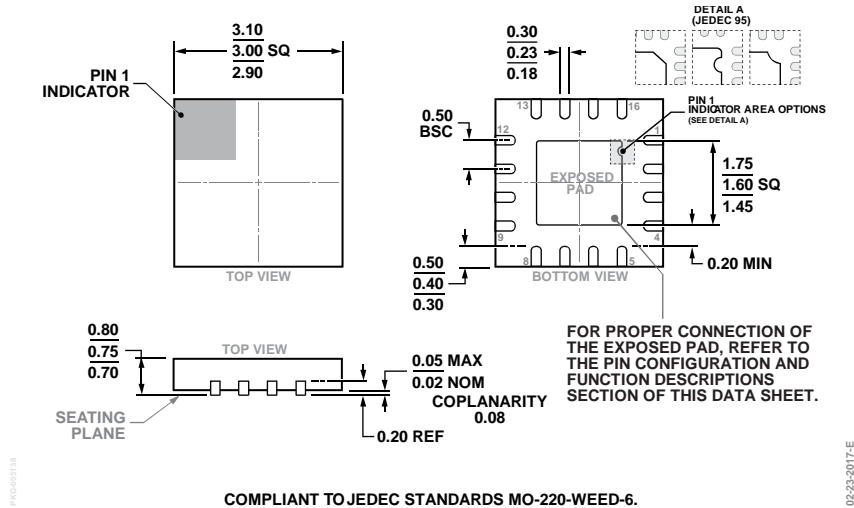 DETAIL A
(JEDEC 95)
3.10
3.00 SQ
2.90
PIN 1
INDICATOR
TOP VIEW
0.30
0.23
0.18
0.50
BSC
13
16
12
1
9
4
8
5
EXPOSED
PAD
BOTTOM VIEW
PIN 1
INDICATOR AREA OPTIONS
(SEE DETAIL A)
1.75
1.60 SQ
1.45
0.20 MIN
0.50
0.40
0.30
FOR PROPER CONNECTION OF
THE EXPOSED PAD, REFER TO
THE PIN CONFIGURATION AND
FUNCTION DESCRIPTIONS
SECTION OF THIS DATA SHEET.
0.80
0.75
0.70
TOP VIEW
SEATING
PLANE
0.05 MAX
0.02 NOM
COPLANARITY
0.08
0.20 REF
PKG-005138
02-23-2017-E
COMPLIANT TO JEDEC STANDARDS MO-220-WEED-6.